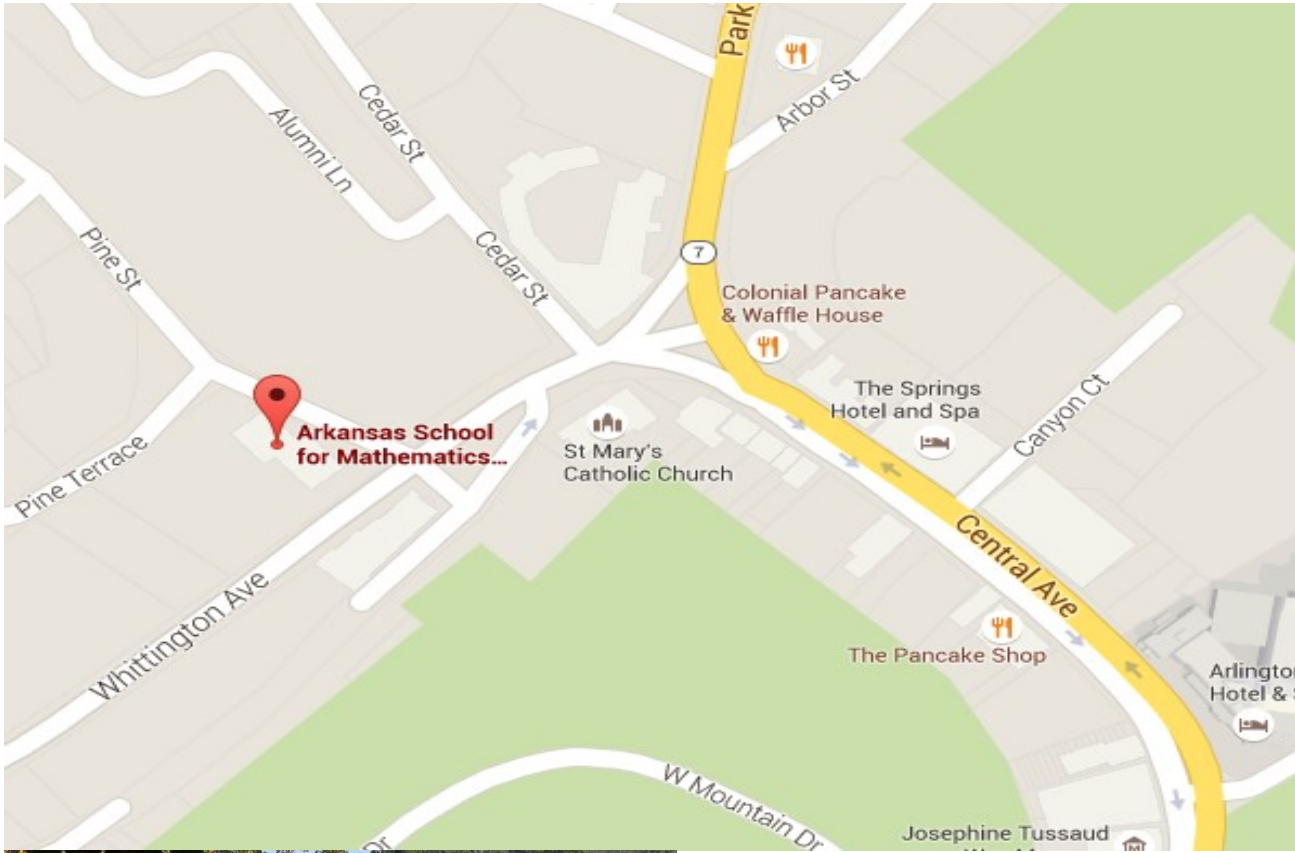 Park
Arbor St
Cedar St
Alumni Ln
Pine St
Cedar St
7
Colonial Pancake
& Waffle House
The Springs
Hotel and Spa
Canyon Ct
Arkansas School
for Mathematics...
St Mary's
Catholic Church
Pine Terrace
Central Ave
Whittington Ave
The Pancake Shop
Arlington
Hotel &
W Mountain Dr
Dr
Josephine Tussaud